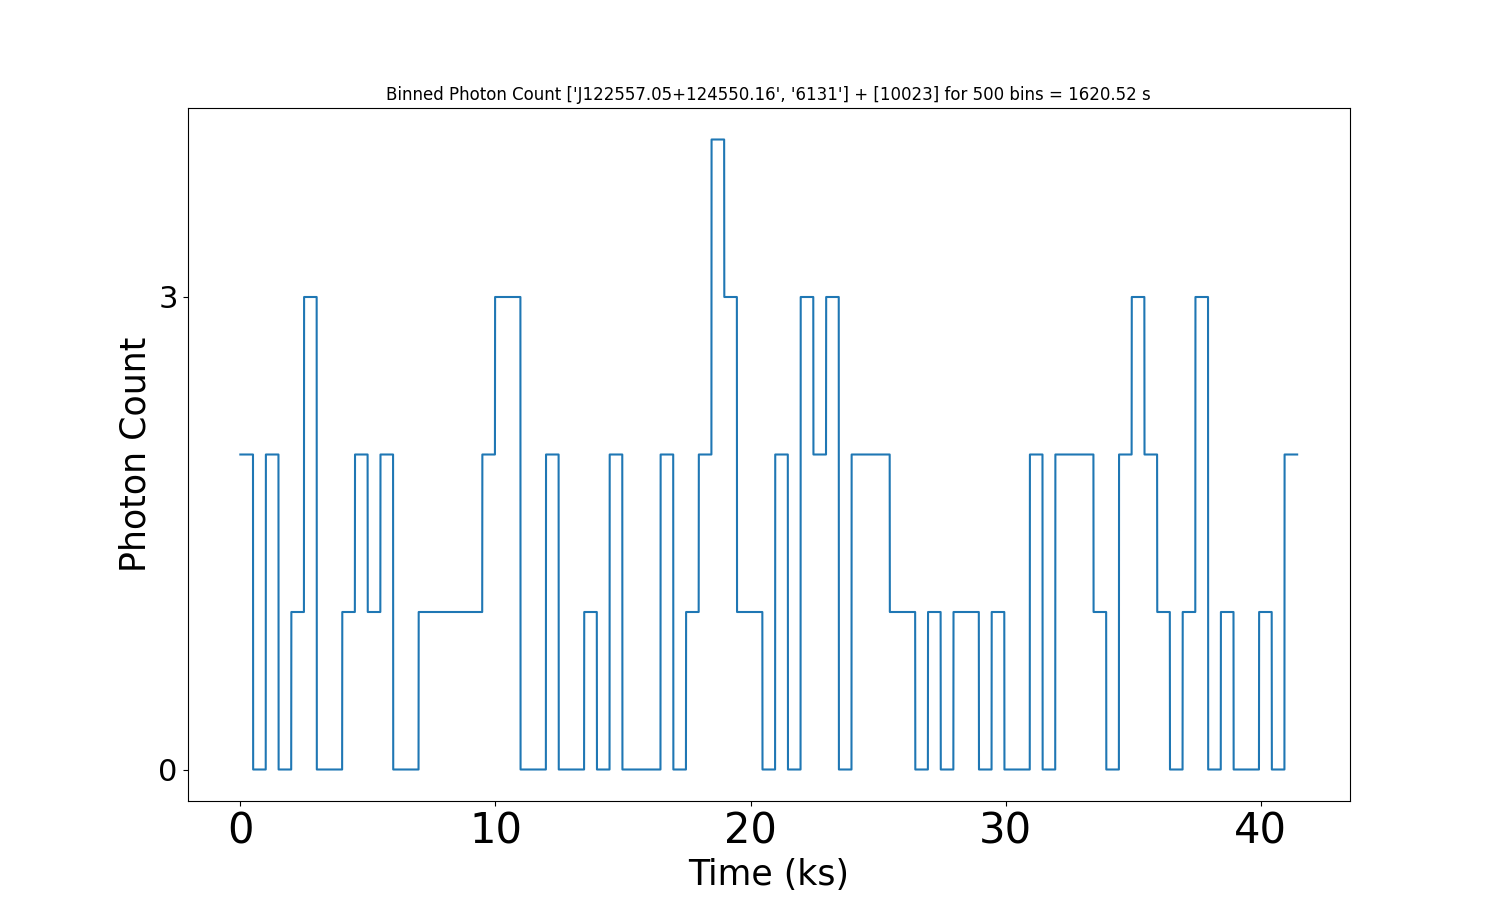 Binned Photon Count ['J122557.05+124550.16', '6131'] + [10023] for 500 bins = 1620.52 s
Photon Count
3
0
0 10 20 30 40
Time (ks)